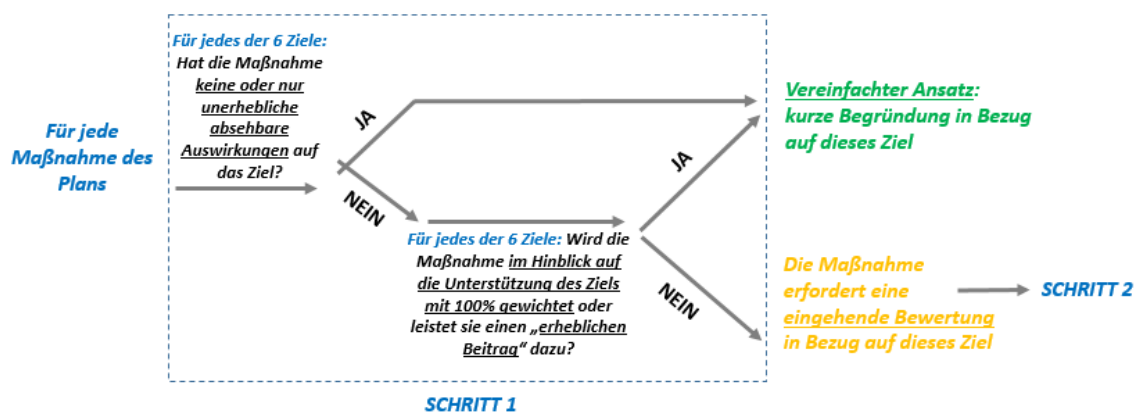 Für jede
Maßnahme des
Plans
Für jedes der 6 Ziele:
Hat die Maßnahme
keine oder nur
unerhebliche
absehbare
Auswirkungen auf
das Ziel?
JA
NEIN
Für jedes der 6 Ziele: Wird die
Maßnahme im Hinblick auf
die Unterstützung des Ziels
mit 100% gewichtet oder
leistet sie einen „erheblichen
Beitrag“ dazu?
JA
NEIN
Vereinfachter Ansatz:
kurze Begründung in Bezug
auf dieses Ziel
Die Maßnahme
erfordert eine
eingehende Bewertung
in Bezug auf dieses Ziel
SCHRITT 2
SCHRITT 1